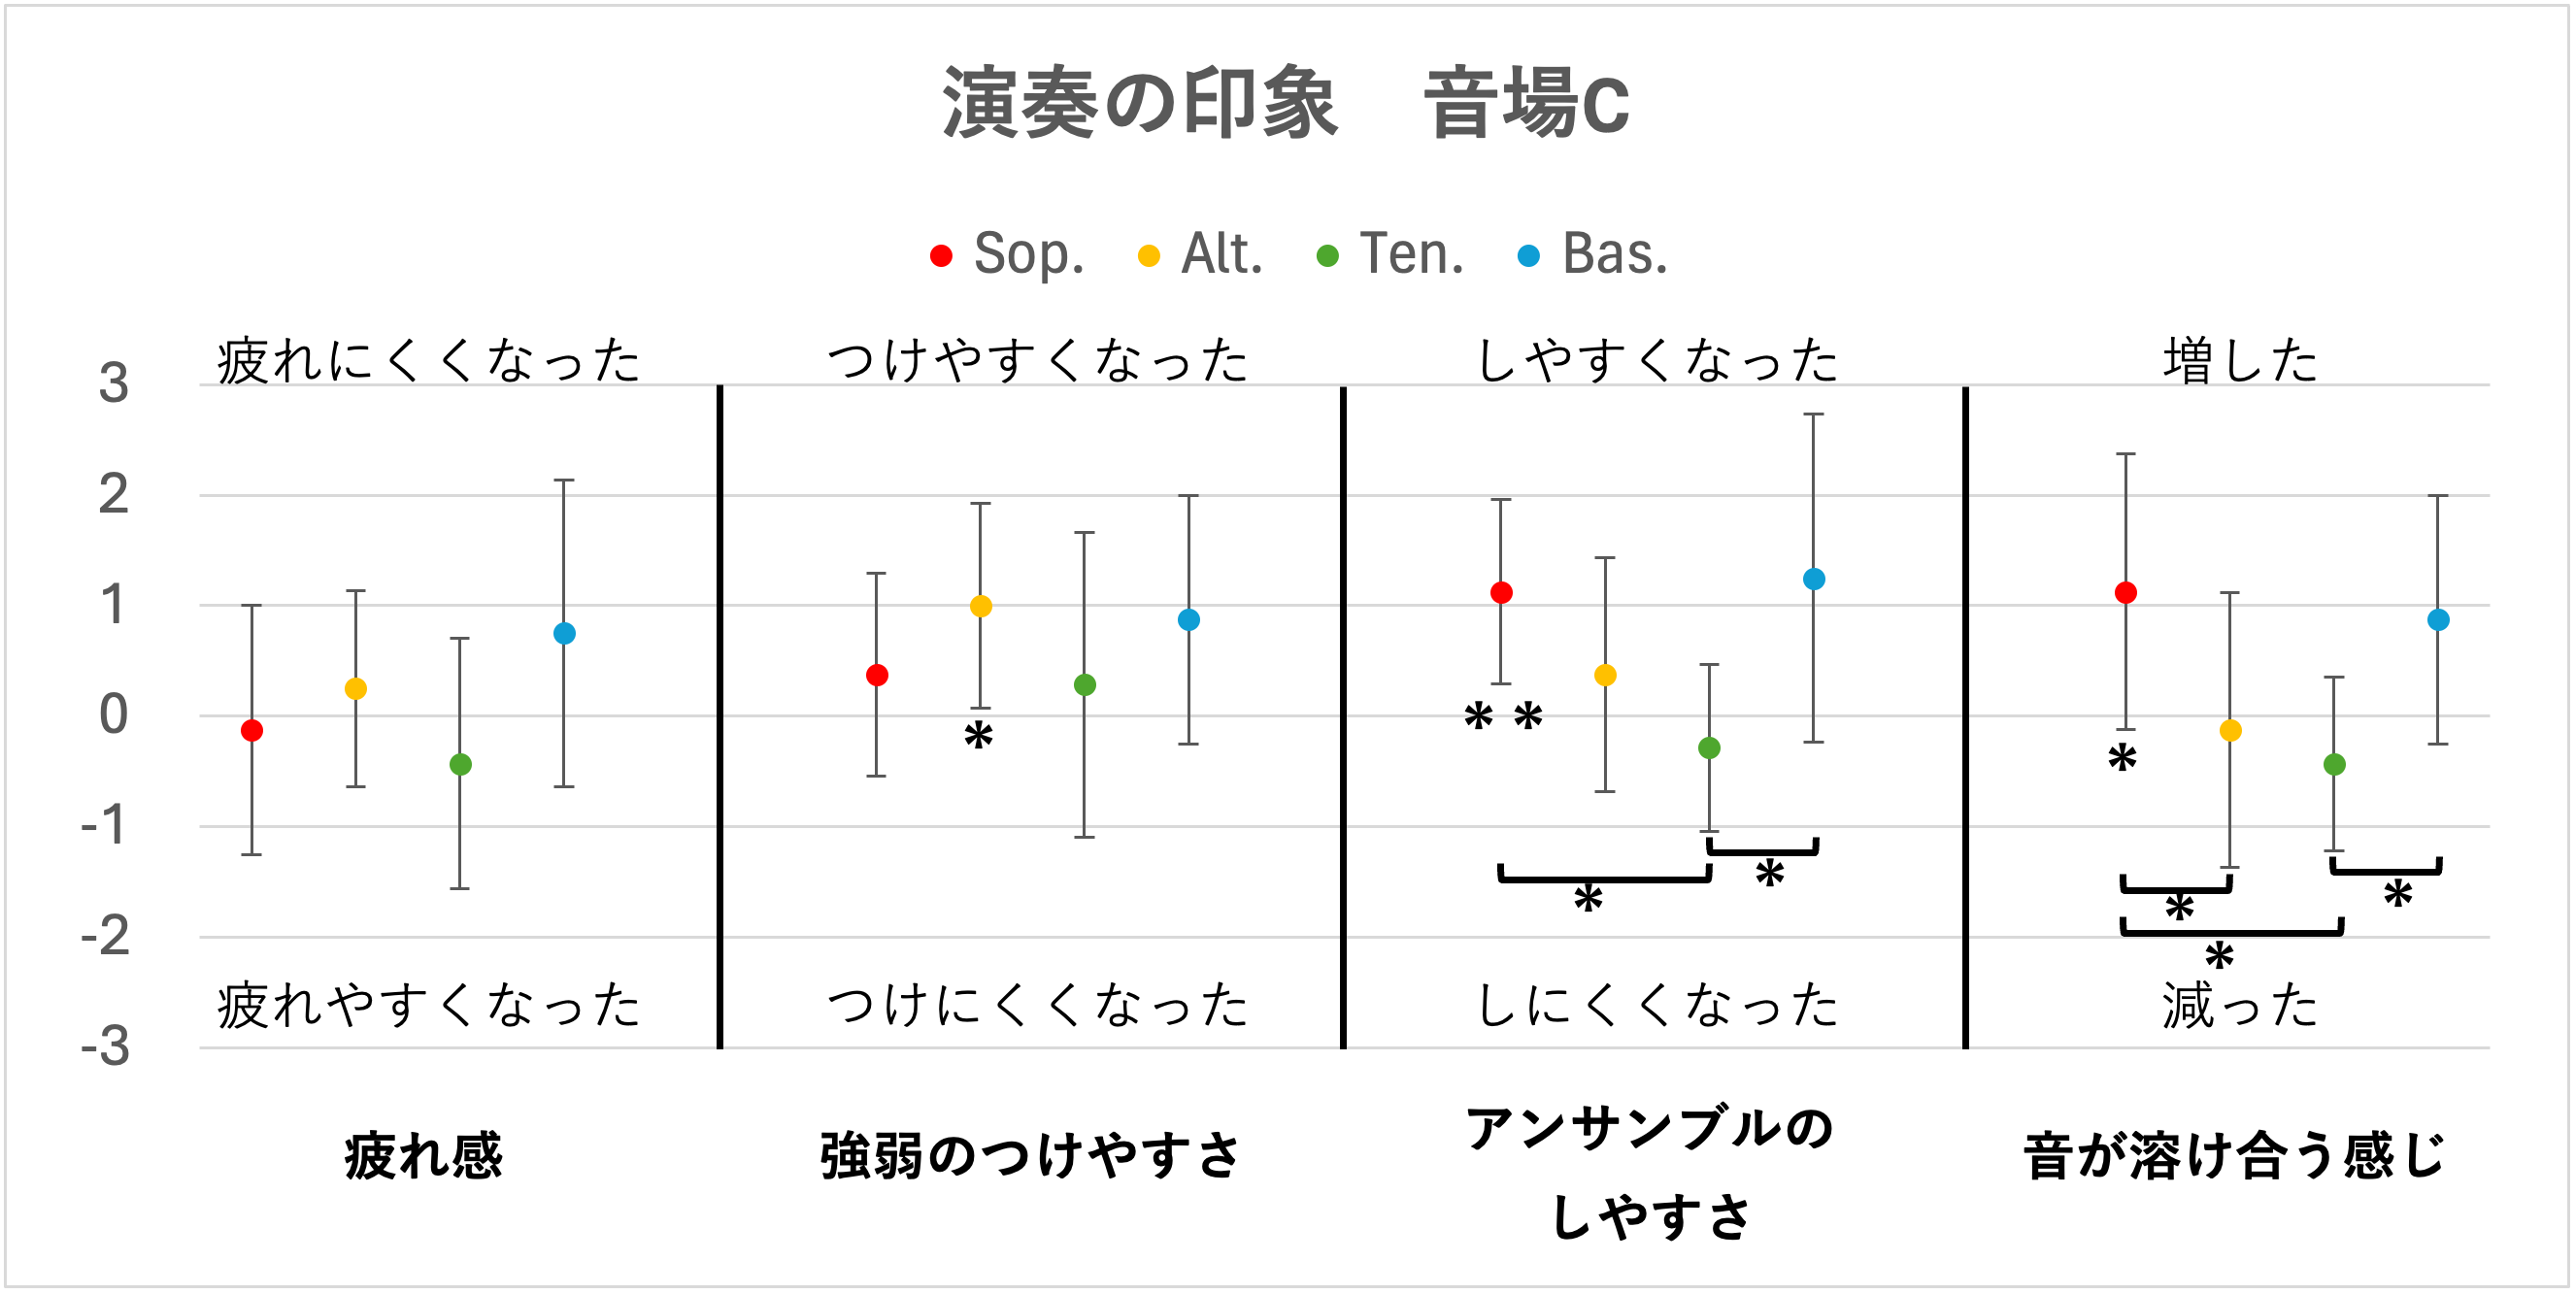 演奏の印象　音場C
Sop. Alt. Ten. Bas.
疲れにくくなった つけやすくなった しやすくなった 増した
3
2
1
0
-1
-2
-3
*
* *
*
*
*
*
*
*
疲れやすくなった つけにくくなった しにくくなった 減った
疲れ感
強弱のつけやすさ
アンサンブルの
しやすさ
音が溶け合う感じ